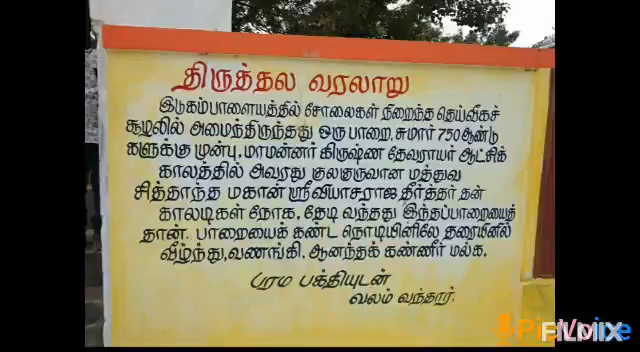 திருத்தல வரலாறு
இடுகம்பாளையத்தில் சோலைகள் நிறைந்த தெய்வீகச்
சூழலில் அமைந்திருந்தது ஒரு பாறை. சுமார் 750 ஆண்டு
களுக்கு முன்பு, மாமன்னர் கிருஷ்ண தேவராயர் ஆட்சிக்
காலத்தில் அவரது குலகுருவான மத்துவ
சித்தாந்த மகான் ஸ்ரீவியாசராஜ தீர்த்தர் தன்
காலடிகள் நோக, தேடி வந்தது இந்தப்பாறையைத்
தான். பாறையைக் கண்ட நொடியினிலே தரையினில்
வீழ்ந்து, வணங்கி, ஆனந்தக் கண்ணீர் மல்க.
பரம பக்தியுடன்
வலம் வந்தார்.
FILMIX